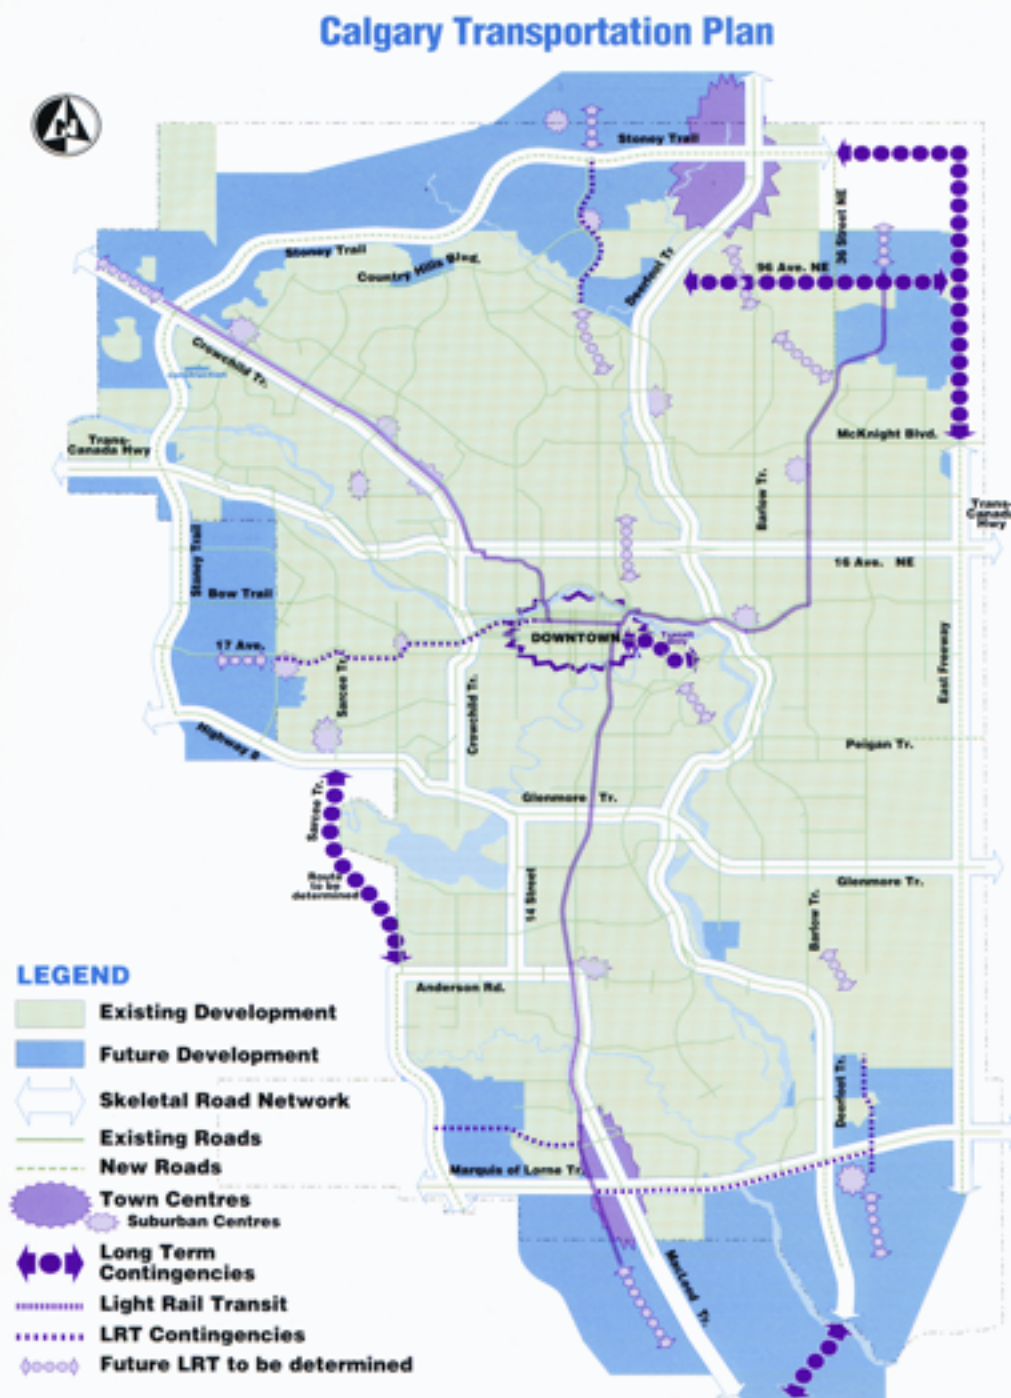 Calgary Transportation Plan
N
Stoney Trail
36 Street NE
Stoney Trail
Country Hills Blvd.
Deerfoot Tr.
96 Ave. NE
Crowchild Tr.
Construction
Trans-
Canada Hwy
McKnight Blvd.
Barlow Tr.
Trans-
Canada
Hwy
Stoney Trail
16 Ave. NE
Bow Trail
DOWNTOWN
17 Ave.
Sarcee Tr.
Crowchild Tr.
East Freeway
Highway 8
Peigan Tr.
Sarcee Tr.
Glenmore Tr.
Route
to be
determined
14 Street
Glenmore Tr.
Barlow Tr.
Anderson Rd.
Deerfoot Tr.
Marquis of Lorne Tr.
MacLeod Tr.
LEGEND
Existing Development
Future Development
Skeletal Road Network
Existing Roads
New Roads
Town Centres
Suburban Centres
Long Term
Contingencies
Light Rail Transit
LRT Contingencies
Future LRT to be determined